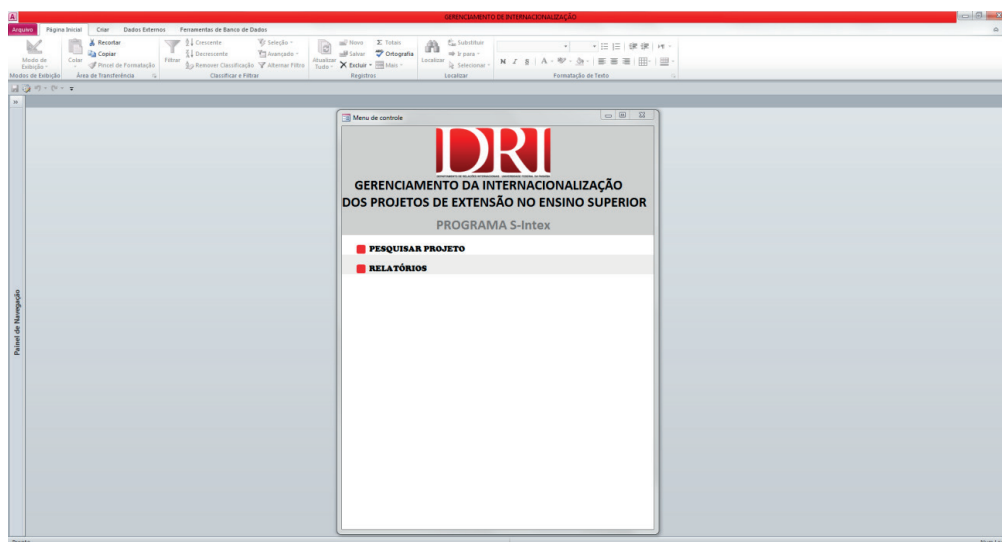 GERENCIAMENTO DE INTERNACIONALIZAÇÃO
Arquivo Página Inicial Criar Dados Externos Ferramentas de Banco de Dados
Modo de Exibição
Colar
Recortar
Copiar
Pincel de Formatação
Filtrar
Crescente
Decrescente
Remover Classificação
Seleção
Avançado
Alternar Filtro
Atualizar Tudo
Novo
Salvar
Excluir
Totais
Ortografia
Mais
Localizar
Substituir
Ir para
Selecionar
N I S A
Modos de Exibição Área de Transferência Classificar e Filtrar Registros Localizar Formatação de Texto
Menu de controle
DRI
GERENCIAMENTO DA INTERNACIONALIZAÇÃO
DOS PROJETOS DE EXTENSÃO NO ENSINO SUPERIOR
PROGRAMA S-Intex
PESQUISAR PROJETO
RELATÓRIOS
Painel de Navegação